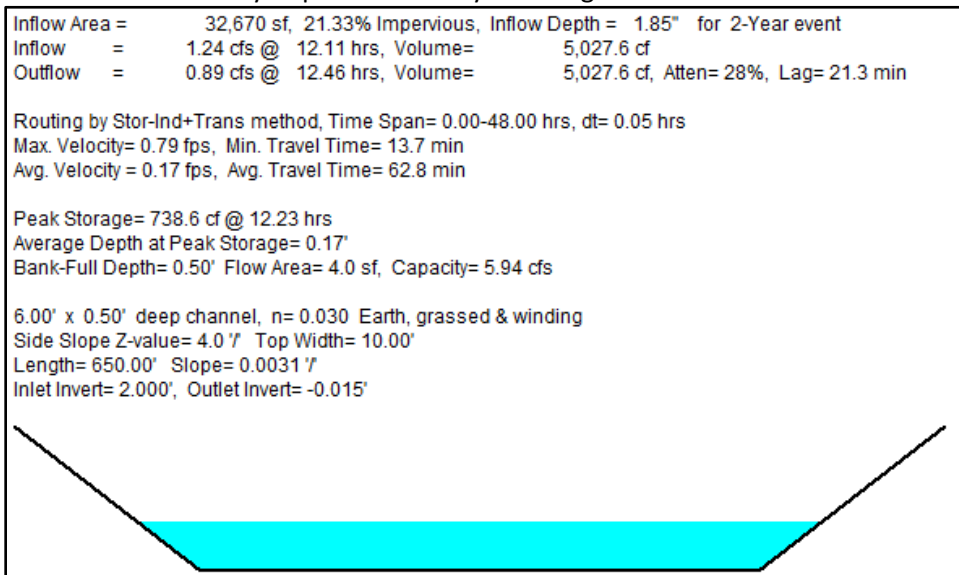 Inflow Area = 32,670 sf, 21.33% Impervious, Inflow Depth = 1.85" for 2-Year event
Inflow = 1.24 cfs @ 12.11 hrs, Volume= 5,027.6 cf
Outflow = 0.89 cfs @ 12.46 hrs, Volume= 5,027.6 cf, Atten= 28%, Lag= 21.3 min
Routing by Stor-Ind+Trans method, Time Span= 0.00-48.00 hrs, dt= 0.05 hrs
Max. Velocity= 0.79 fps, Min. Travel Time= 13.7 min
Avg. Velocity = 0.17 fps, Avg. Travel Time= 62.8 min
Peak Storage= 738.6 cf @ 12.23 hrs
Average Depth at Peak Storage= 0.17'
Bank-Full Depth= 0.50' Flow Area= 4.0 sf, Capacity= 5.94 cfs
6.00' x 0.50' deep channel, n= 0.030 Earth, grassed & winding
Side Slope Z-value= 4.0 '/' Top Width= 10.00'
Length= 650.00' Slope= 0.0031 '/'
Inlet Invert= 2.000', Outlet Invert= -0.015'